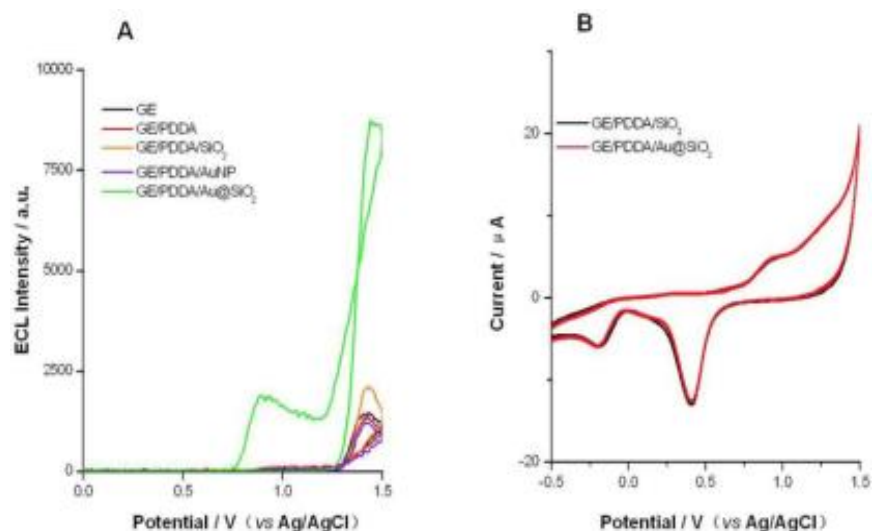 A
10000
7500
5000
2500
0
GE
GE/PDDA
GE/PDDA/SiO₂
GE/PDDA/AuNP
GE/PDDA/Au@SiO₂
ECL Intensity / a.u.
0.0 0.5 1.0 1.5
Potential / V (vs Ag/AgCl)
B
20
0
-20
GE/PDDA/SiO₂
GE/PDDA/Au@SiO₂
Current / μ A
-0.5 0.0 0.5 1.0 1.5
Potential / V (vs Ag/AgCl)